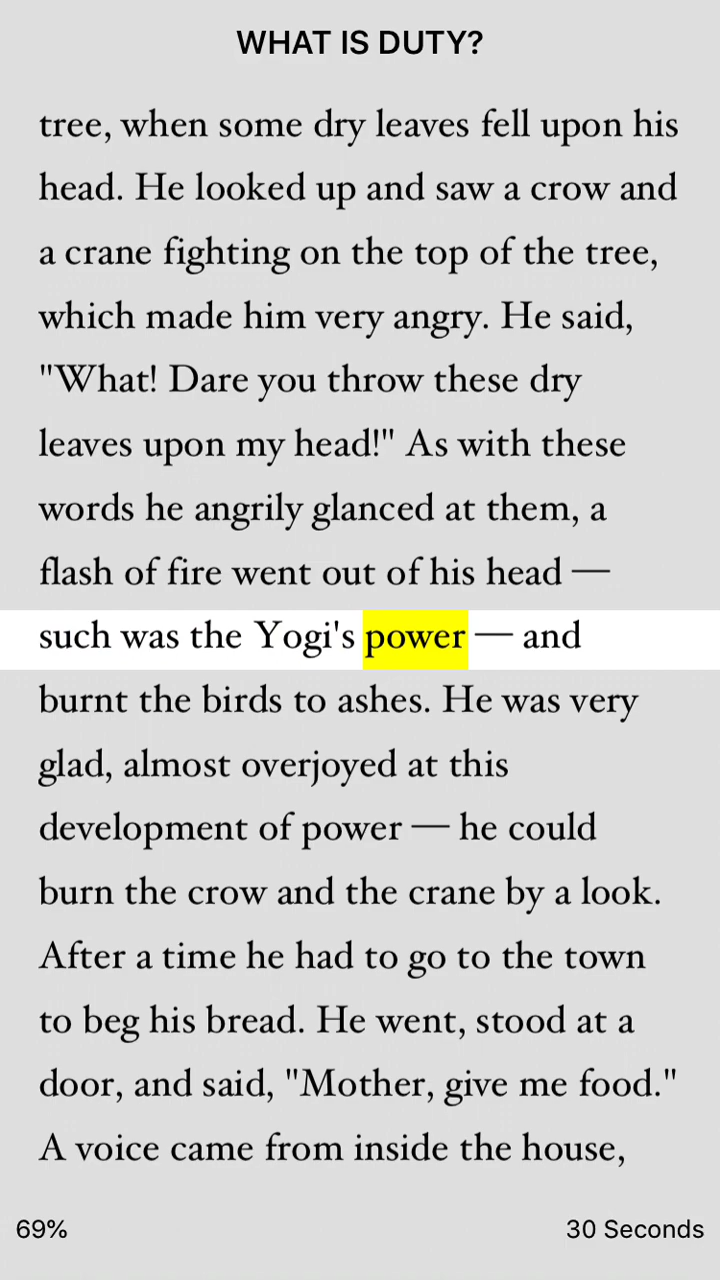 WHAT IS DUTY?
tree, when some dry leaves fell upon his
head. He looked up and saw a crow and
a crane fighting on the top of the tree,
which made him very angry. He said,
"What! Dare you throw these dry
leaves upon my head!" As with these
words he angrily glanced at them, a
flash of fire went out of his head —
such was the Yogi's power — and
burnt the birds to ashes. He was very
glad, almost overjoyed at this
development of power — he could
burn the crow and the crane by a look.
After a time he had to go to the town
to beg his bread. He went, stood at a
door, and said, "Mother, give me food."
A voice came from inside the house,
69%
30 Seconds